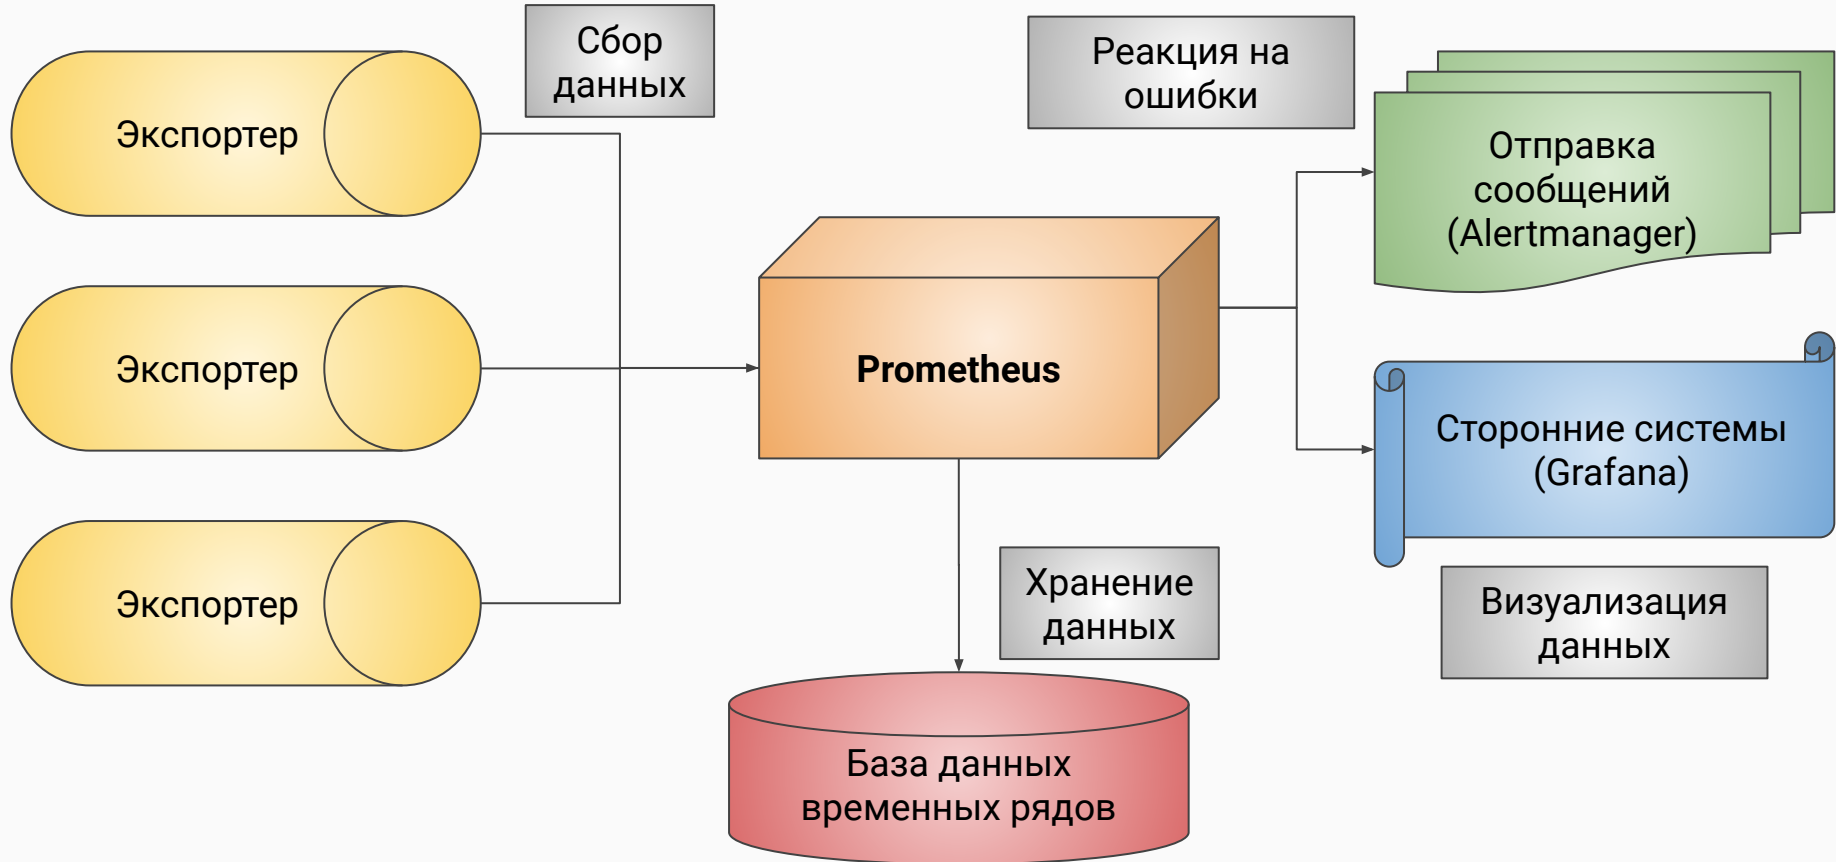 Сбор
данных
Реакция на
ошибки
Экспортер
Отправка
сообщений
(Alertmanager)
Экспортер
Prometheus
Сторонние системы
(Grafana)
Экспортер
Хранение
данных
Визуализация
данных
База данных
временных рядов